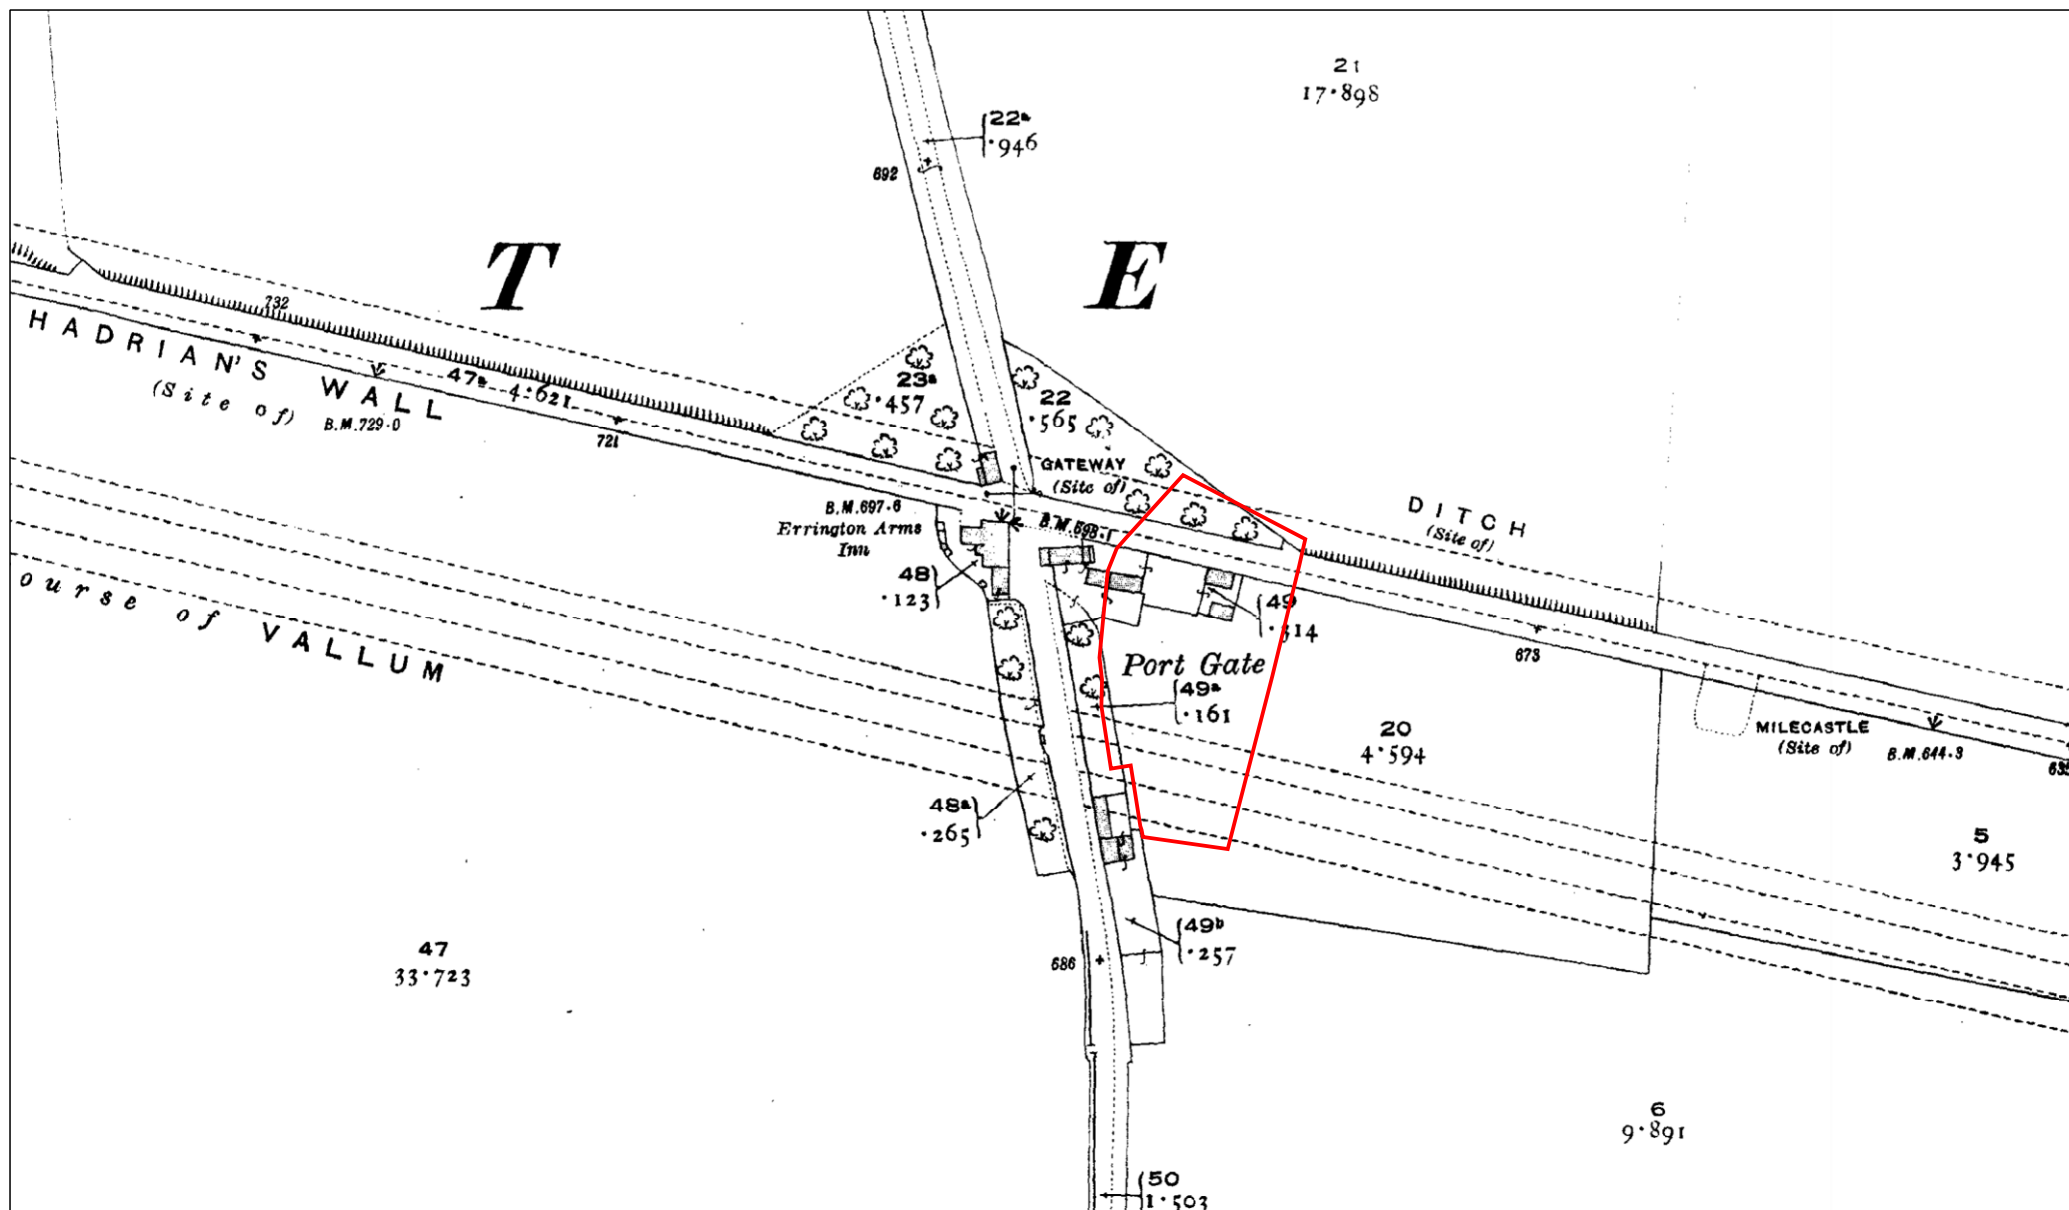 21
17·898
22a
·946
692
T
E
732
HADRIAN'S WALL
(Site of)
47a 4·621
B.M.729·0
721
23a
·457
22
·565
GATEWAY
(Site of)
B.M.697·6
Errington Arms
Inn
B.M.698·1
DITCH
(Site of)
48
·123
49
·314
ourse of VALLUM
Port Gate
49a
·161
673
20
4·594
MILECASTLE
(Site of)
B.M.644·3
48a
·265
5
3·945
47
33·723
49b
·257
686
6
9·891
50
1·503